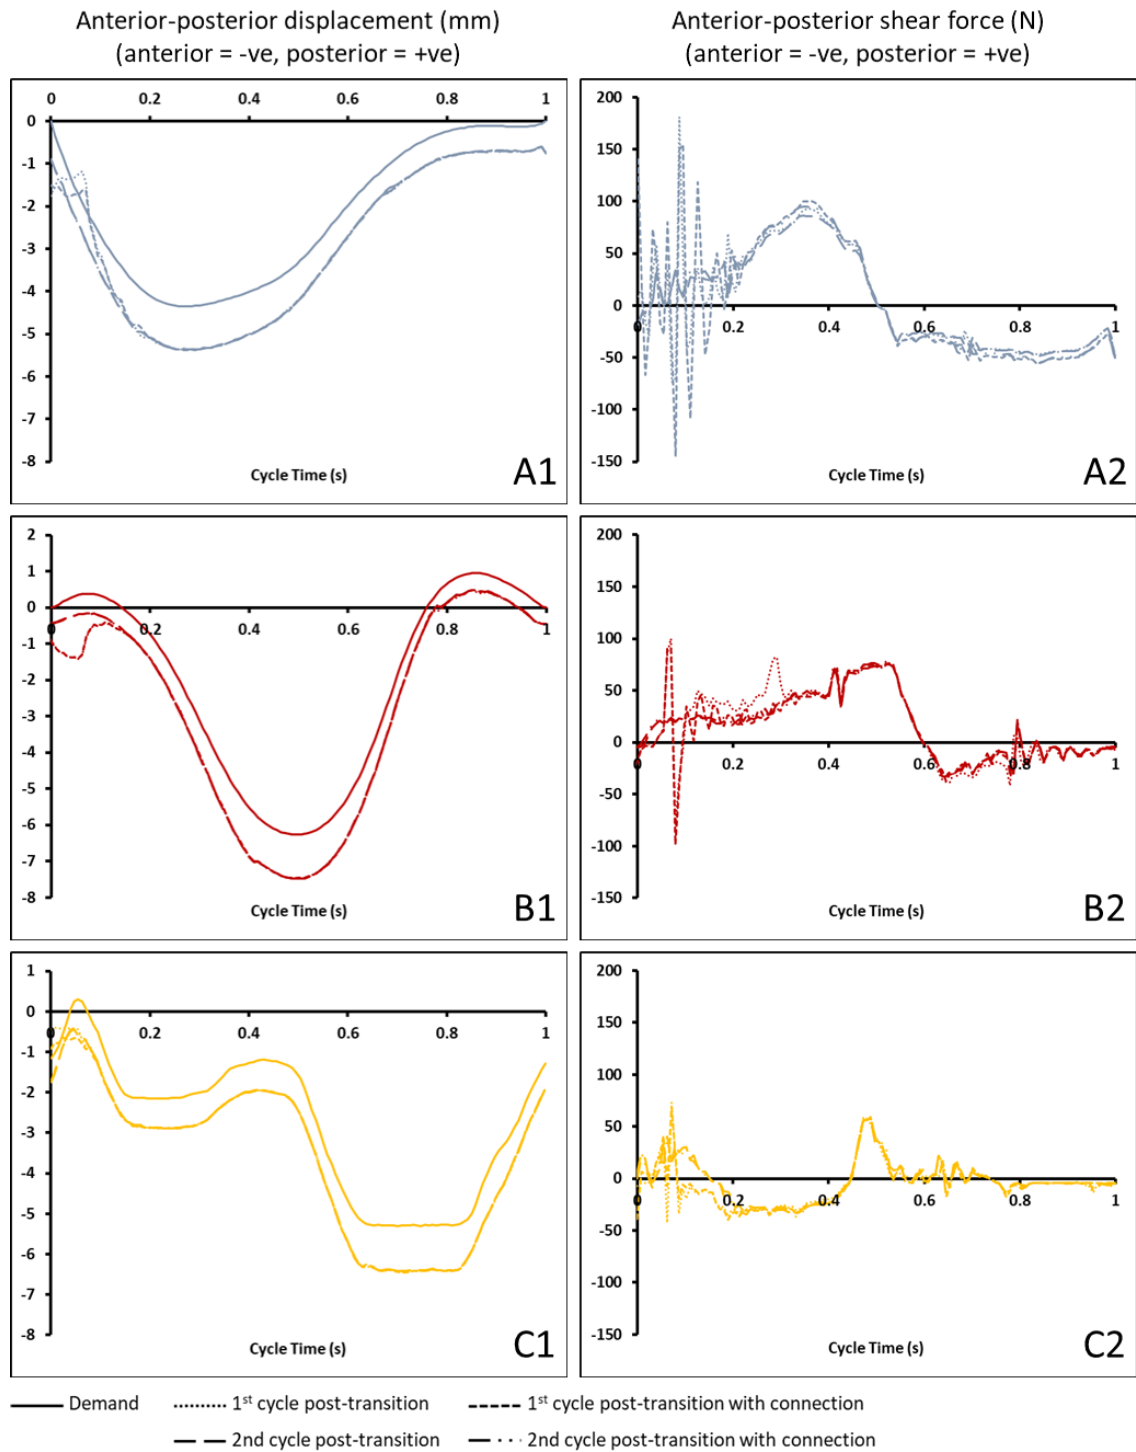 Anterior-posterior displacement (mm)
(anterior = -ve, posterior = +ve)
Anterior-posterior shear force (N)
(anterior = -ve, posterior = +ve)
0 0.2 0.4 0.6 0.8 1
0
-1
-2
-3
-4
-5
-6
-7
-8
Cycle Time (s)
A1
200
150
100
50
0
-50
-100
-150
0 0.2 0.4 0.6 0.8 1
Cycle Time (s)
A2
2
1
0
-1
-2
-3
-4
-5
-6
-7
-8
0 0.2 0.4 0.6 0.8 1
Cycle Time (s)
B1
200
150
100
50
0
-50
-100
-150
0 0.2 0.4 0.6 0.8 1
Cycle Time (s)
B2
1
0
-1
-2
-3
-4
-5
-6
-7
-8
0 0.2 0.4 0.6 0.8 1
Cycle Time (s)
C1
200
150
100
50
0
-50
-100
-150
0 0.2 0.4 0.6 0.8 1
Cycle Time (s)
C2
Demand 1st cycle post-transition 1st cycle post-transition with connection
2nd cycle post-transition 2nd cycle post-transition with connection